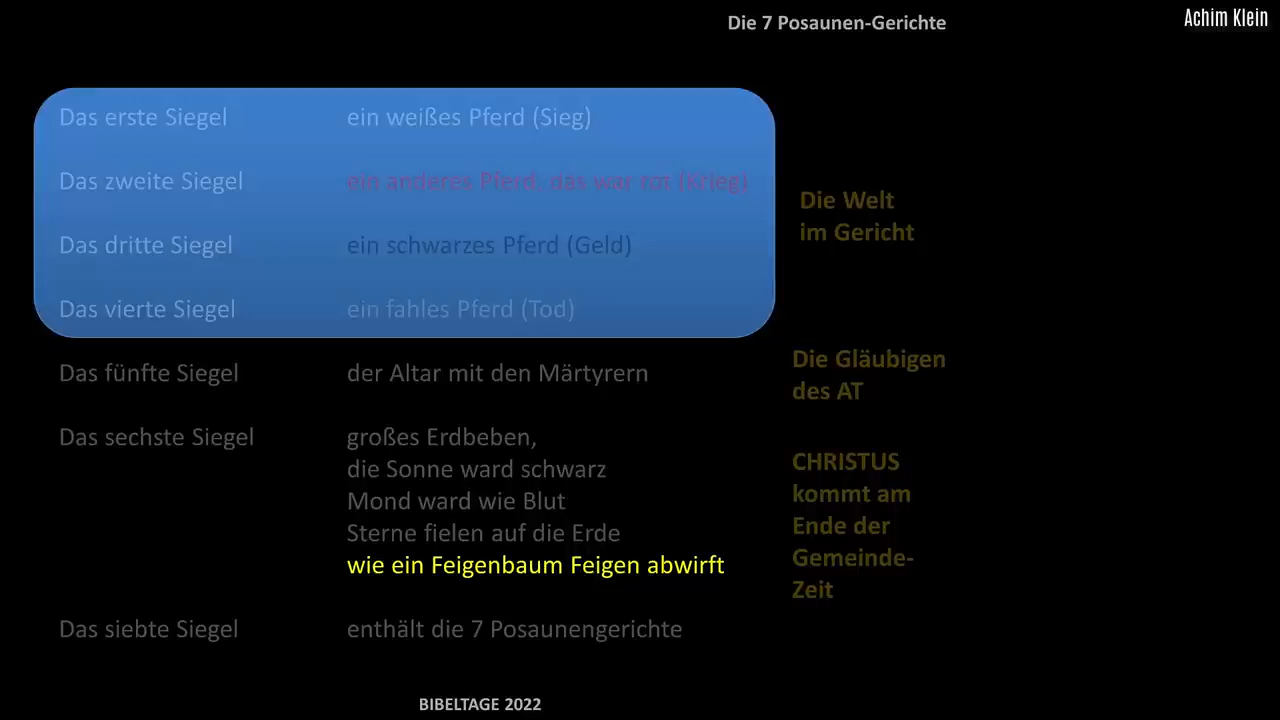 Die 7 Posaunen-Gerichte
Achim Klein
Das erste Siegel ein weißes Pferd (Sieg)
Das zweite Siegel ein anderes Pferd, das war rot (Krieg)
Die Welt
im Gericht
Das dritte Siegel ein schwarzes Pferd (Geld)
Das vierte Siegel ein fahles Pferd (Tod)
Das fünfte Siegel der Altar mit den Märtyrern
Die Gläubigen
des AT
Das sechste Siegel großes Erdbeben,
die Sonne ward schwarz
Mond ward wie Blut
Sterne fielen auf die Erde
wie ein Feigenbaum Feigen abwirft
CHRISTUS
kommt am
Ende der
Gemeinde-
Zeit
Das siebte Siegel enthält die 7 Posaunengerichte
BIBELTAGE 2022